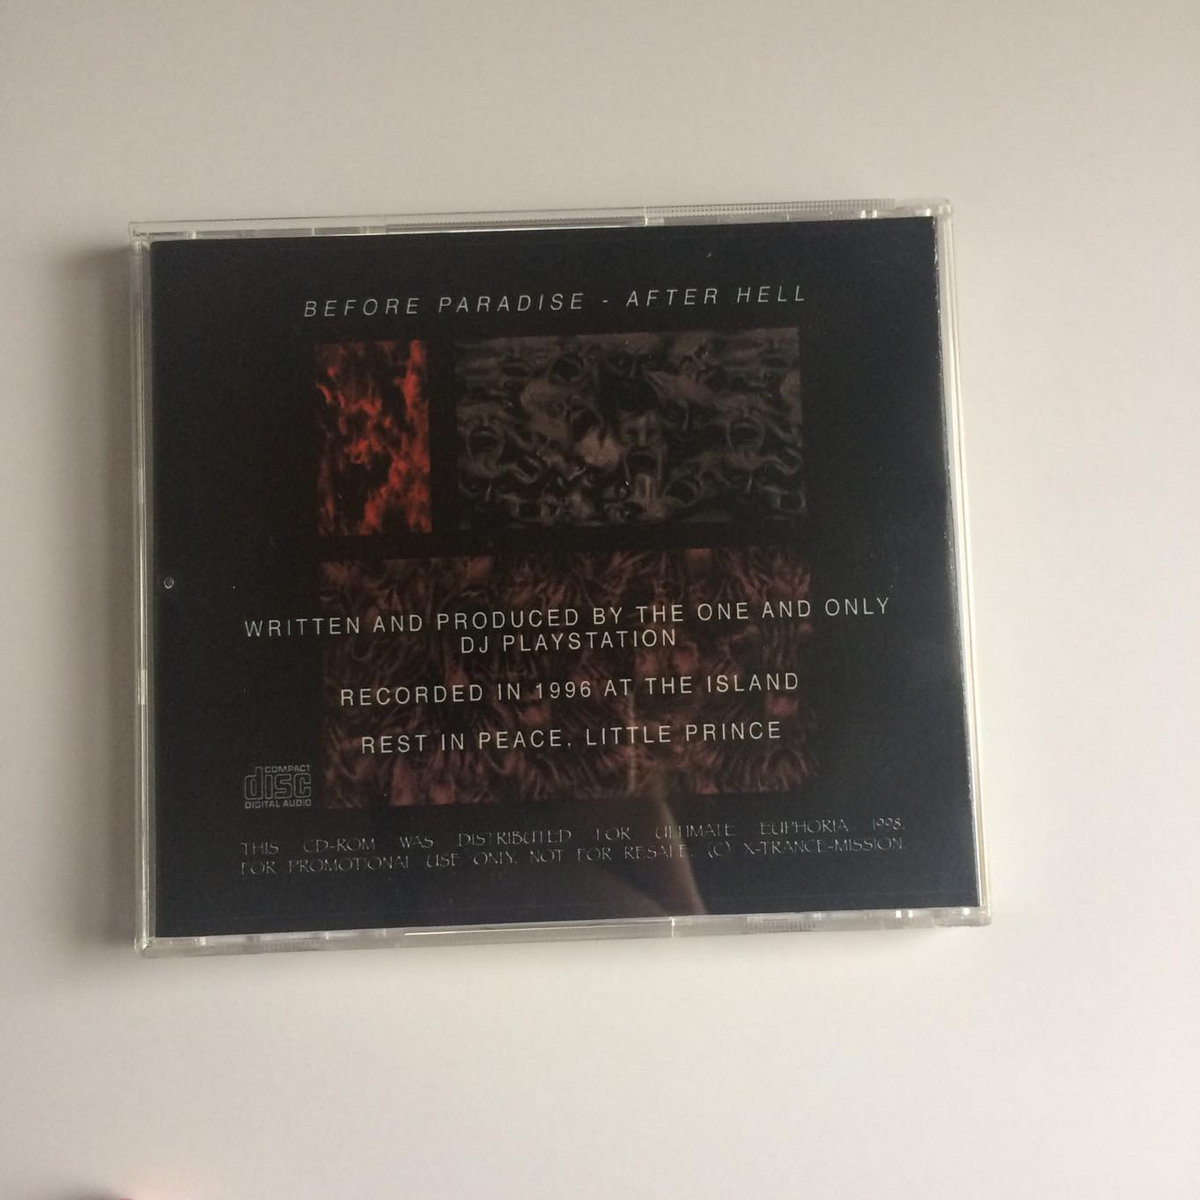 BEFORE PARADISE - AFTER HELL
WRITTEN AND PRODUCED BY THE ONE AND ONLY
DJ PLAYSTATION
RECORDED IN 1996 AT THE ISLAND
REST IN PEACE, LITTLE PRINCE
COMPACT
disc
DIGITAL AUDIO
THIS CD-ROM WAS DISTRIBUTED FOR ULTIMATE EUPHORIA 1998.
FOR PROMOTIONAL USE ONLY. NOT FOR RESALE. (C) X-TRANCE-MISSION.